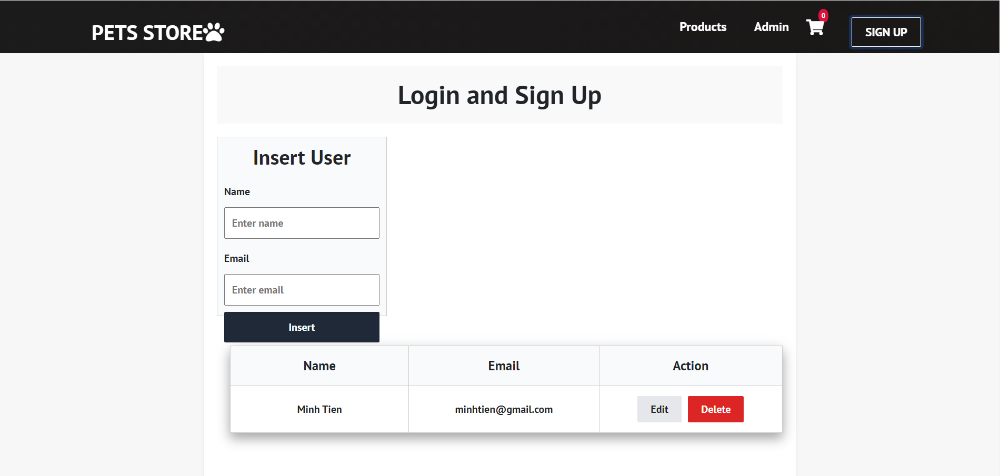 PETS STORE
Products Admin 0 SIGN UP
Login and Sign Up
Insert User
Name
Enter name
Email
Enter email
Insert
Name Email Action
Minh Tien minhtien@gmail.com Edit Delete